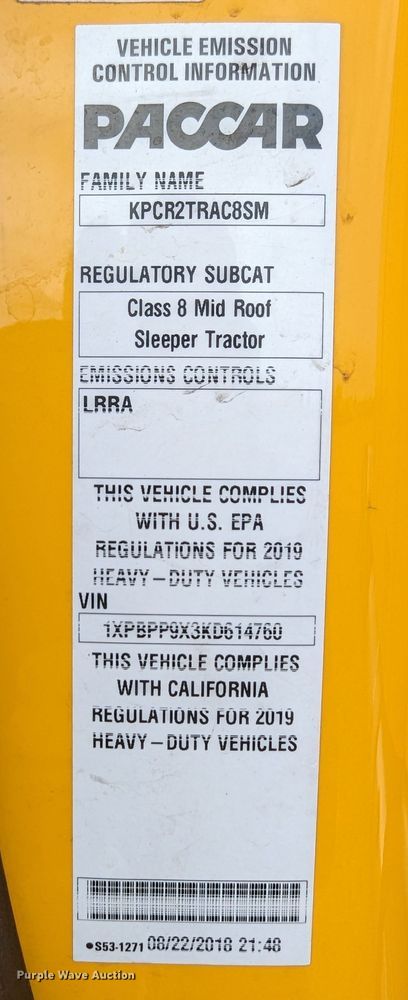 VEHICLE EMISSION
CONTROL INFORMATION
PACCAR
FAMILY NAME
KPCR2TRAC8SM
REGULATORY SUBCAT
Class 8 Mid Roof
Sleeper Tractor
EMISSIONS CONTROLS
LRRA
THIS VEHICLE COMPLIES
WITH U.S. EPA
REGULATIONS FOR 2019
HEAVY-DUTY VEHICLES
VIN
1XPBPP9X3KD614760
THIS VEHICLE COMPLIES
WITH CALIFORNIA
REGULATIONS FOR 2019
HEAVY-DUTY VEHICLES
•S53-1271 08/22/2018 21:48
Purple Wave Auction